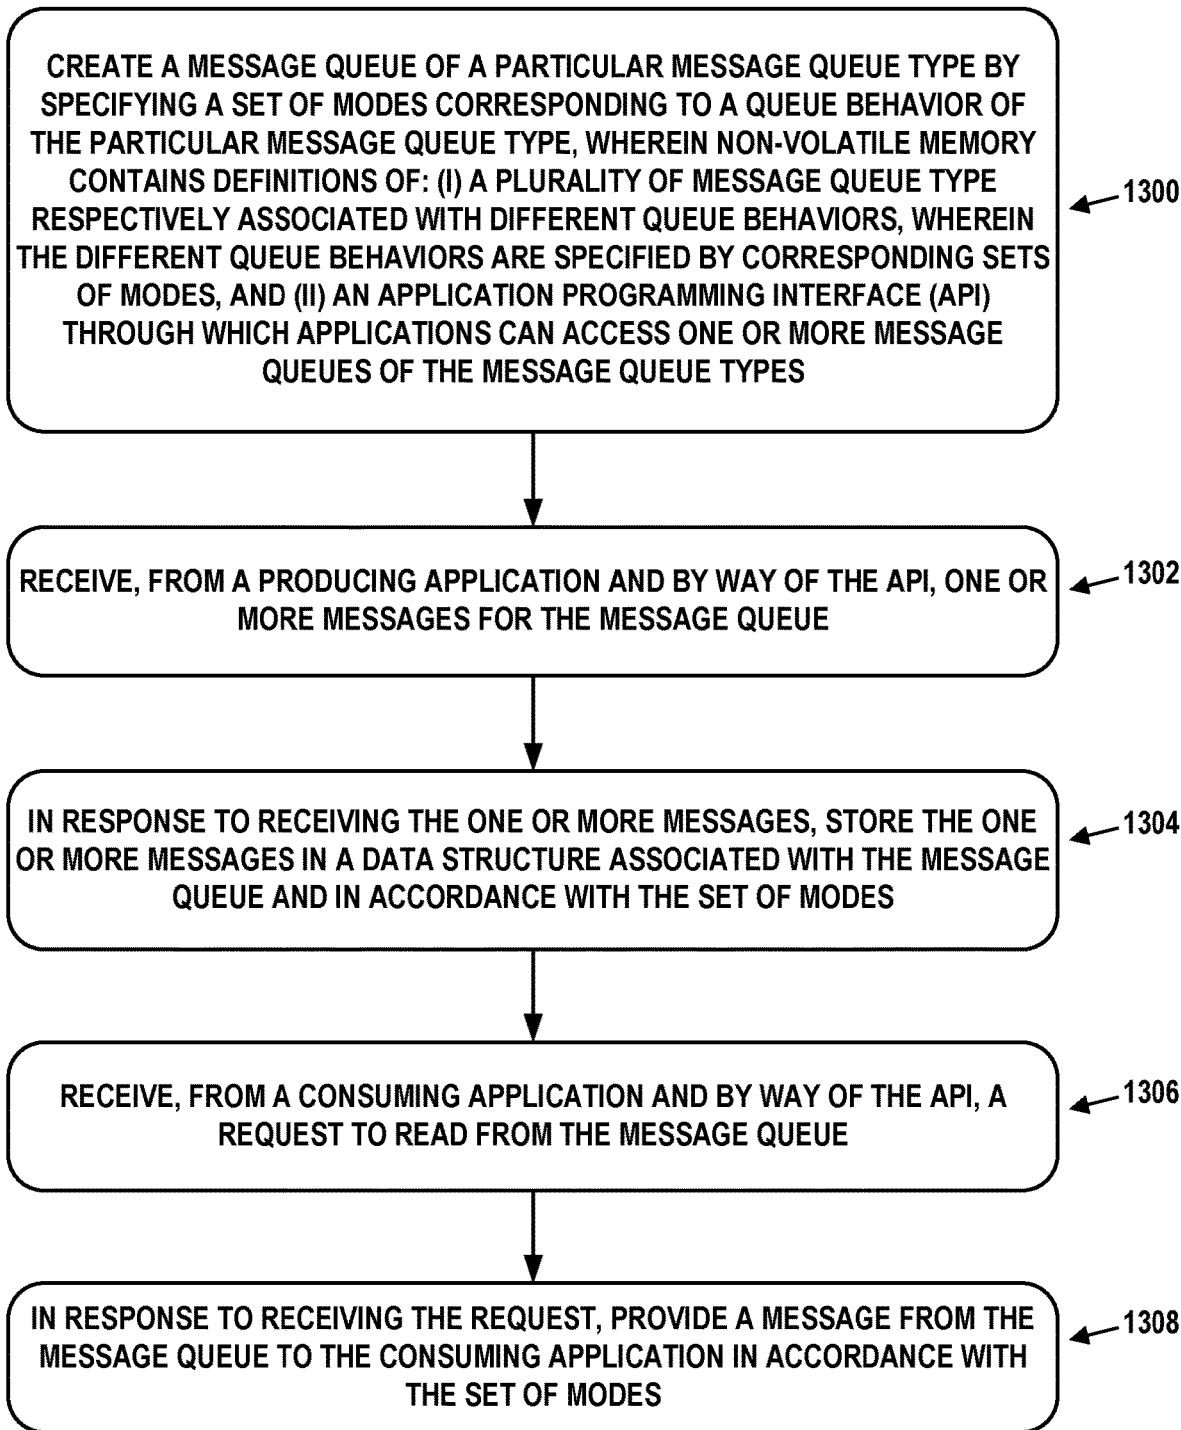 CREATE A MESSAGE QUEUE OF A PARTICULAR MESSAGE QUEUE TYPE BY
SPECIFYING A SET OF MODES CORRESPONDING TO A QUEUE BEHAVIOR OF
THE PARTICULAR MESSAGE QUEUE TYPE, WHEREIN NON-VOLATILE MEMORY
CONTAINS DEFINITIONS OF: (I) A PLURALITY OF MESSAGE QUEUE TYPE
RESPECTIVELY ASSOCIATED WITH DIFFERENT QUEUE BEHAVIORS, WHEREIN
THE DIFFERENT QUEUE BEHAVIORS ARE SPECIFIED BY CORRESPONDING SETS
OF MODES, AND (II) AN APPLICATION PROGRAMMING INTERFACE (API)
THROUGH WHICH APPLICATIONS CAN ACCESS ONE OR MORE MESSAGE
QUEUES OF THE MESSAGE QUEUE TYPES
1300
RECEIVE, FROM A PRODUCING APPLICATION AND BY WAY OF THE API, ONE OR
MORE MESSAGES FOR THE MESSAGE QUEUE
1302
IN RESPONSE TO RECEIVING THE ONE OR MORE MESSAGES, STORE THE ONE
OR MORE MESSAGES IN A DATA STRUCTURE ASSOCIATED WITH THE MESSAGE
QUEUE AND IN ACCORDANCE WITH THE SET OF MODES
1304
RECEIVE, FROM A CONSUMING APPLICATION AND BY WAY OF THE API, A
REQUEST TO READ FROM THE MESSAGE QUEUE
1306
IN RESPONSE TO RECEIVING THE REQUEST, PROVIDE A MESSAGE FROM THE
MESSAGE QUEUE TO THE CONSUMING APPLICATION IN ACCORDANCE WITH
THE SET OF MODES
1308